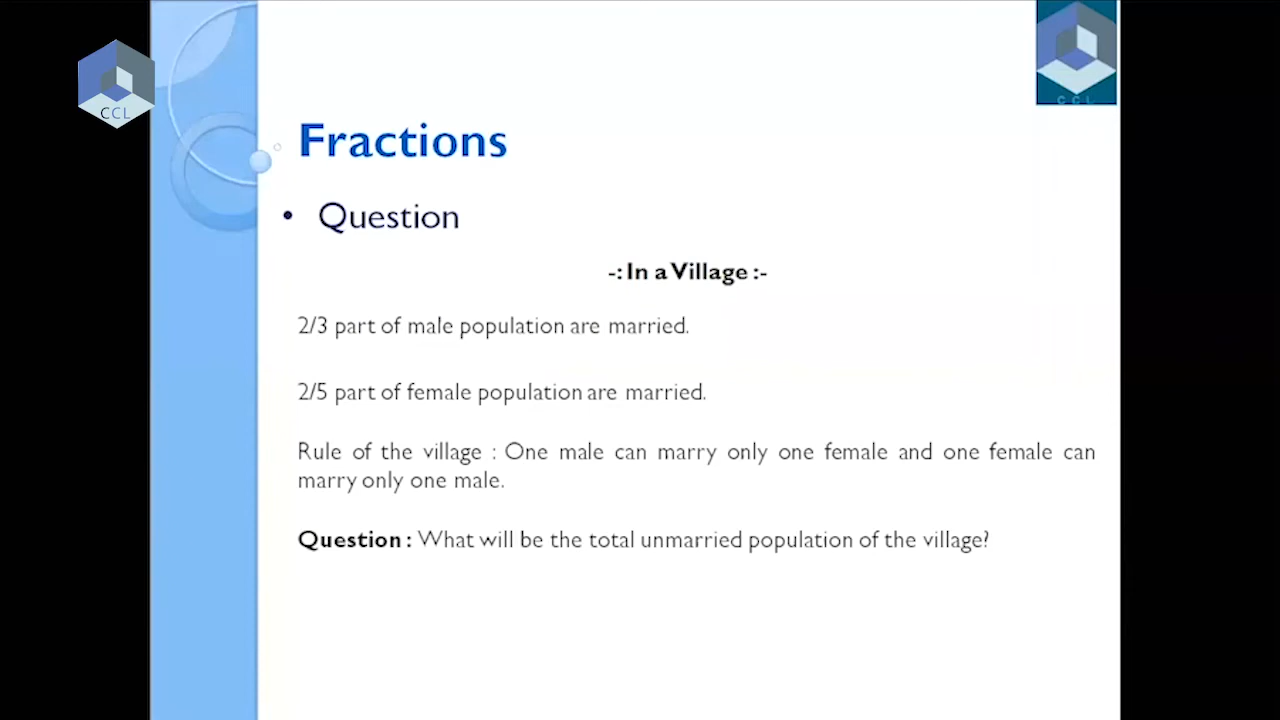 CCL
CCL
Fractions
• Question
-: In a Village :-
2/3 part of male population are married.
2/5 part of female population are married.
Rule of the village : One male can marry only one female and one female can
marry only one male.
Question : What will be the total unmarried population of the village?